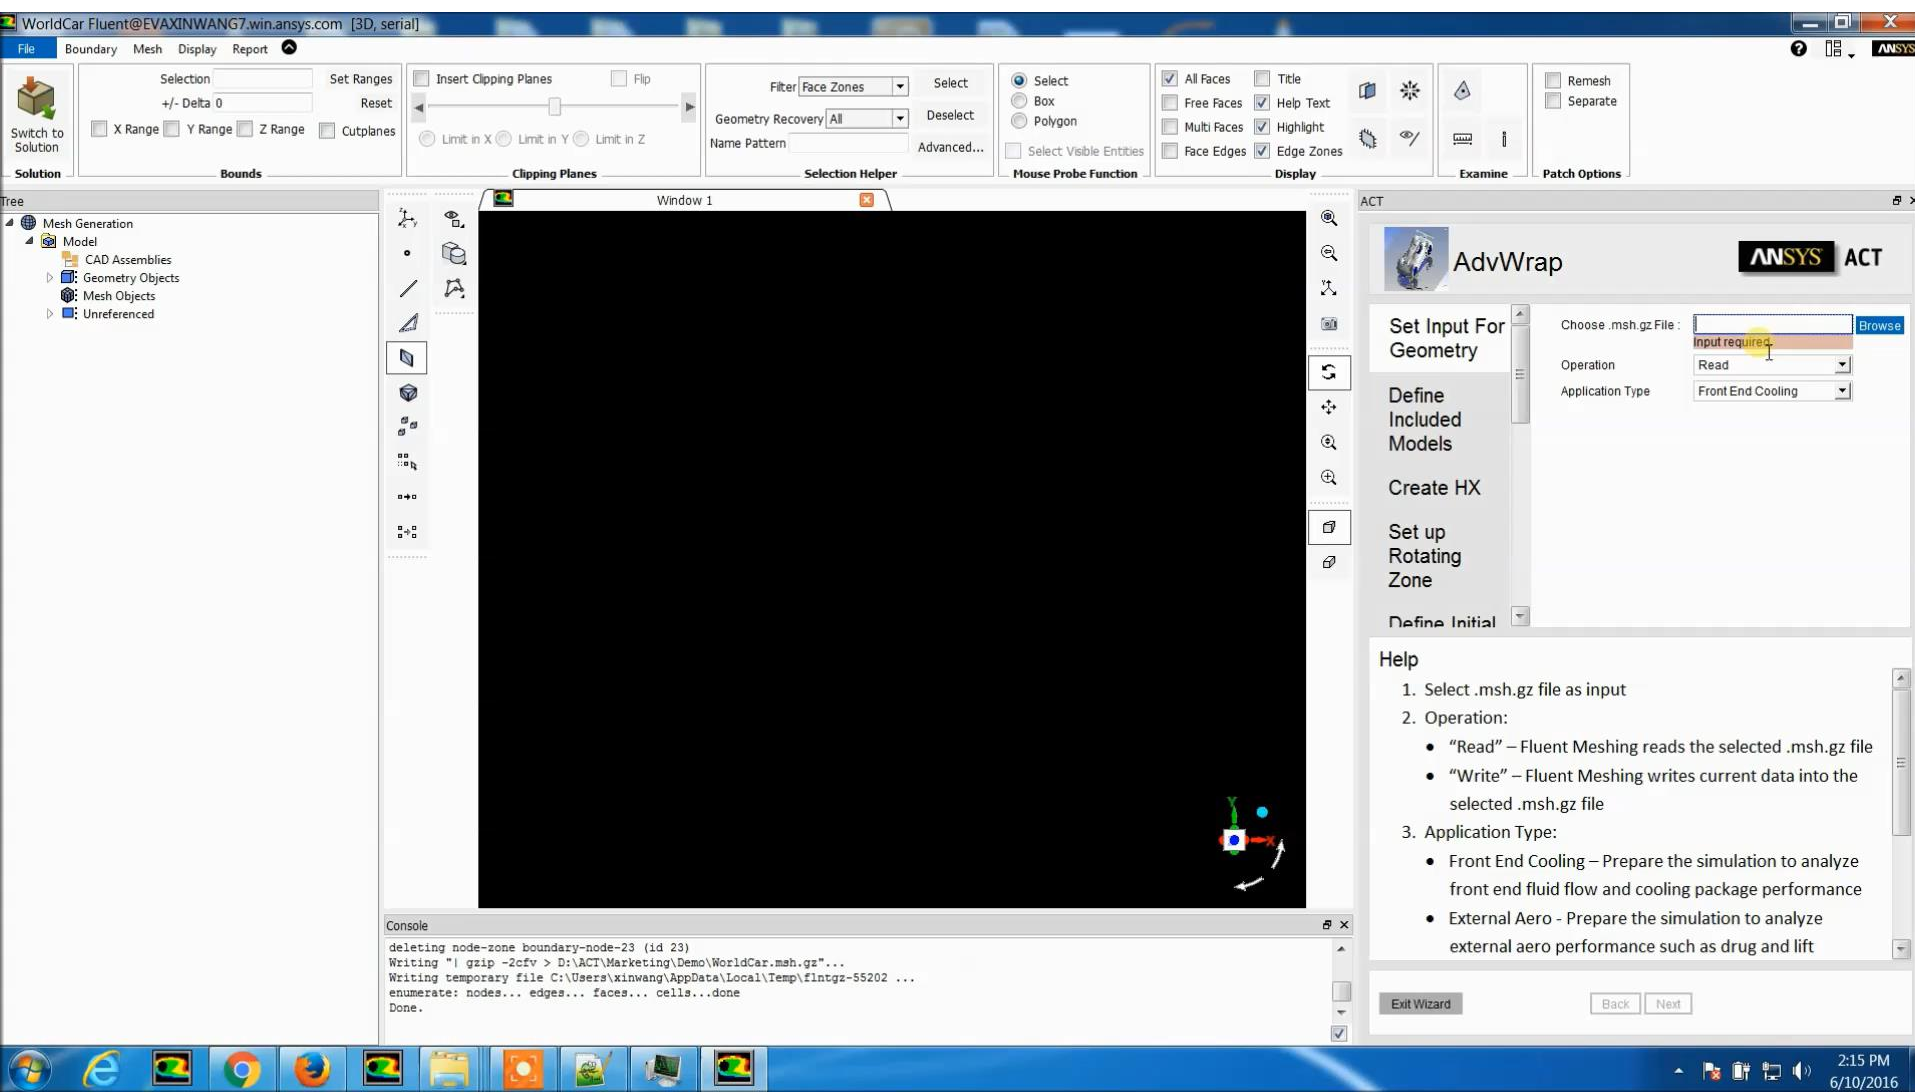 WorldCar Fluent@EVAXINWANG7.win.ansys.com [3D, serial]
File Boundary Mesh Display Report
ANSYS
Selection Set Ranges
+/- Delta 0 Reset
X Range Y Range Z Range Cutplanes
Switch to
Solution
Solution
Bounds
Insert Clipping Planes Flip
Limit in X Limit in Y Limit in Z
Clipping Planes
Filter Face Zones Select
Geometry Recovery All Deselect
Name Pattern Advanced...
Selection Helper
Select
Box
Polygon
Select Visible Entities
Mouse Probe Function
All Faces Title
Free Faces Help Text
Multi Faces Highlight
Face Edges Edge Zones
Display
Examine
Remesh
Separate
Patch Options
Tree
Mesh Generation
Model
CAD Assemblies
Geometry Objects
Mesh Objects
Unreferenced
Window 1
Y
X
Console
deleting node-zone boundary-node-23 (id 23)
Writing "| gzip -2cfv > D:\ACT\Marketing\Demo\WorldCar.msh.gz"...
Writing temporary file C:\Users\xinwang\AppData\Local\Temp\flntgz-55202 ...
enumerate: nodes... edges... faces... cells...done
Done.
ACT
AdvWrap
ANSYS ACT
Set Input For
Geometry
Define
Included
Models
Create HX
Set up
Rotating
Zone
Define Initial
Choose .msh.gz File : Browse
Input required
Operation Read
Application Type Front End Cooling
Help
1. Select .msh.gz file as input
2. Operation:
• “Read” – Fluent Meshing reads the selected .msh.gz file
• “Write” – Fluent Meshing writes current data into the
selected .msh.gz file
3. Application Type:
• Front End Cooling – Prepare the simulation to analyze
front end fluid flow and cooling package performance
• External Aero - Prepare the simulation to analyze
external aero performance such as drug and lift
Exit Wizard Back Next
2:15 PM
6/10/2016